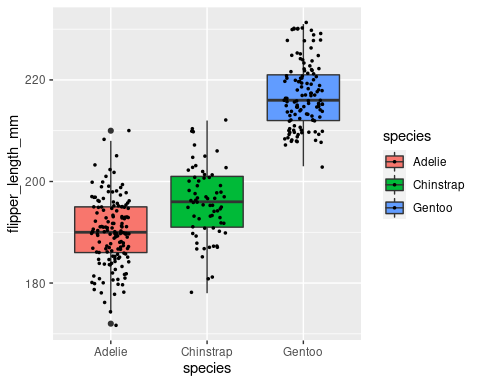 flipper_length_mm
220
200
180
Adelie
Chinstrap
Gentoo
species
species
Adelie
Chinstrap
Gentoo